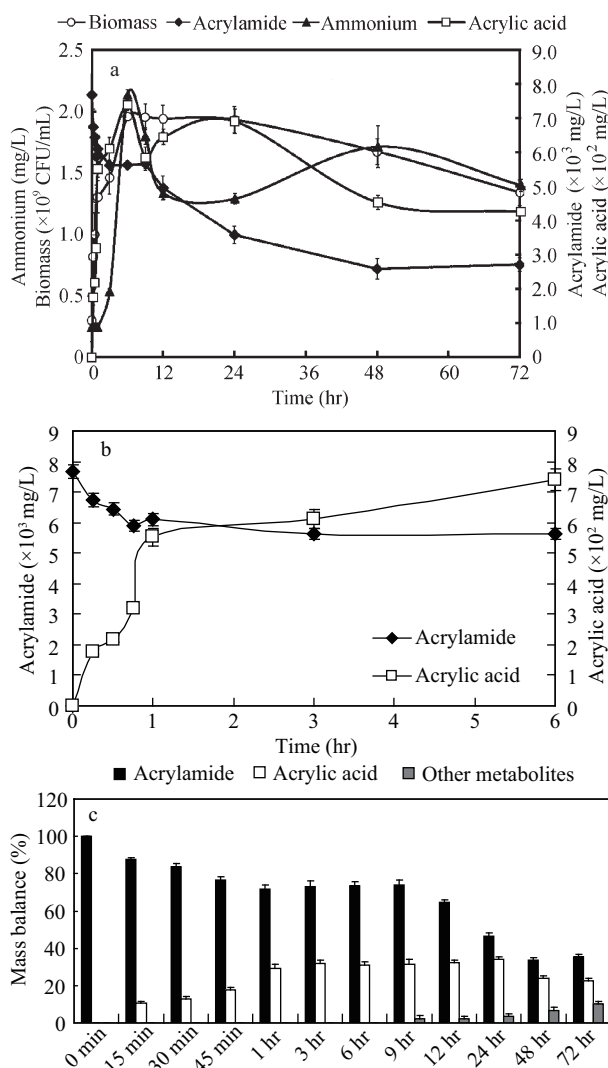 Biomass Acrylamide Ammonium Acrylic acid
a
2.5
2.0
1.5
1.0
0.5
0
Ammonium (mg/L)
Biomass (×10⁹ CFU/mL)
9.0
8.0
7.0
6.0
5.0
4.0
3.0
2.0
1.0
0
Acrylamide (×10³ mg/L)
Acrylic acid (×10² mg/L)
0 12 24 36 48 60 72
Time (hr)
b
9
8
7
6
5
4
3
2
1
0
Acrylamide (×10³ mg/L)
9
8
7
6
5
4
3
2
1
0
Acrylic acid (×10² mg/L)
Acrylamide
Acrylic acid
0 1 2 3 4 5 6
Time (hr)
Acrylamide Acrylic acid Other metabolites
c
120
100
80
60
40
20
0
Mass balance (%)
0 min 15 min 30 min 45 min 1 hr 3 hr 6 hr 9 hr 12 hr 24 hr 48 hr 72 hr